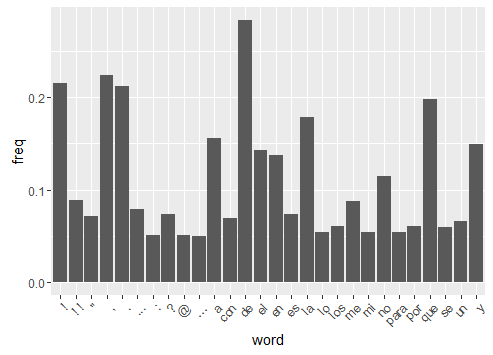 freq
0.2
0.1
0.0
! !! " , . ... : ? @ … a con de el en es la lo los me mi no para por que se un y
word